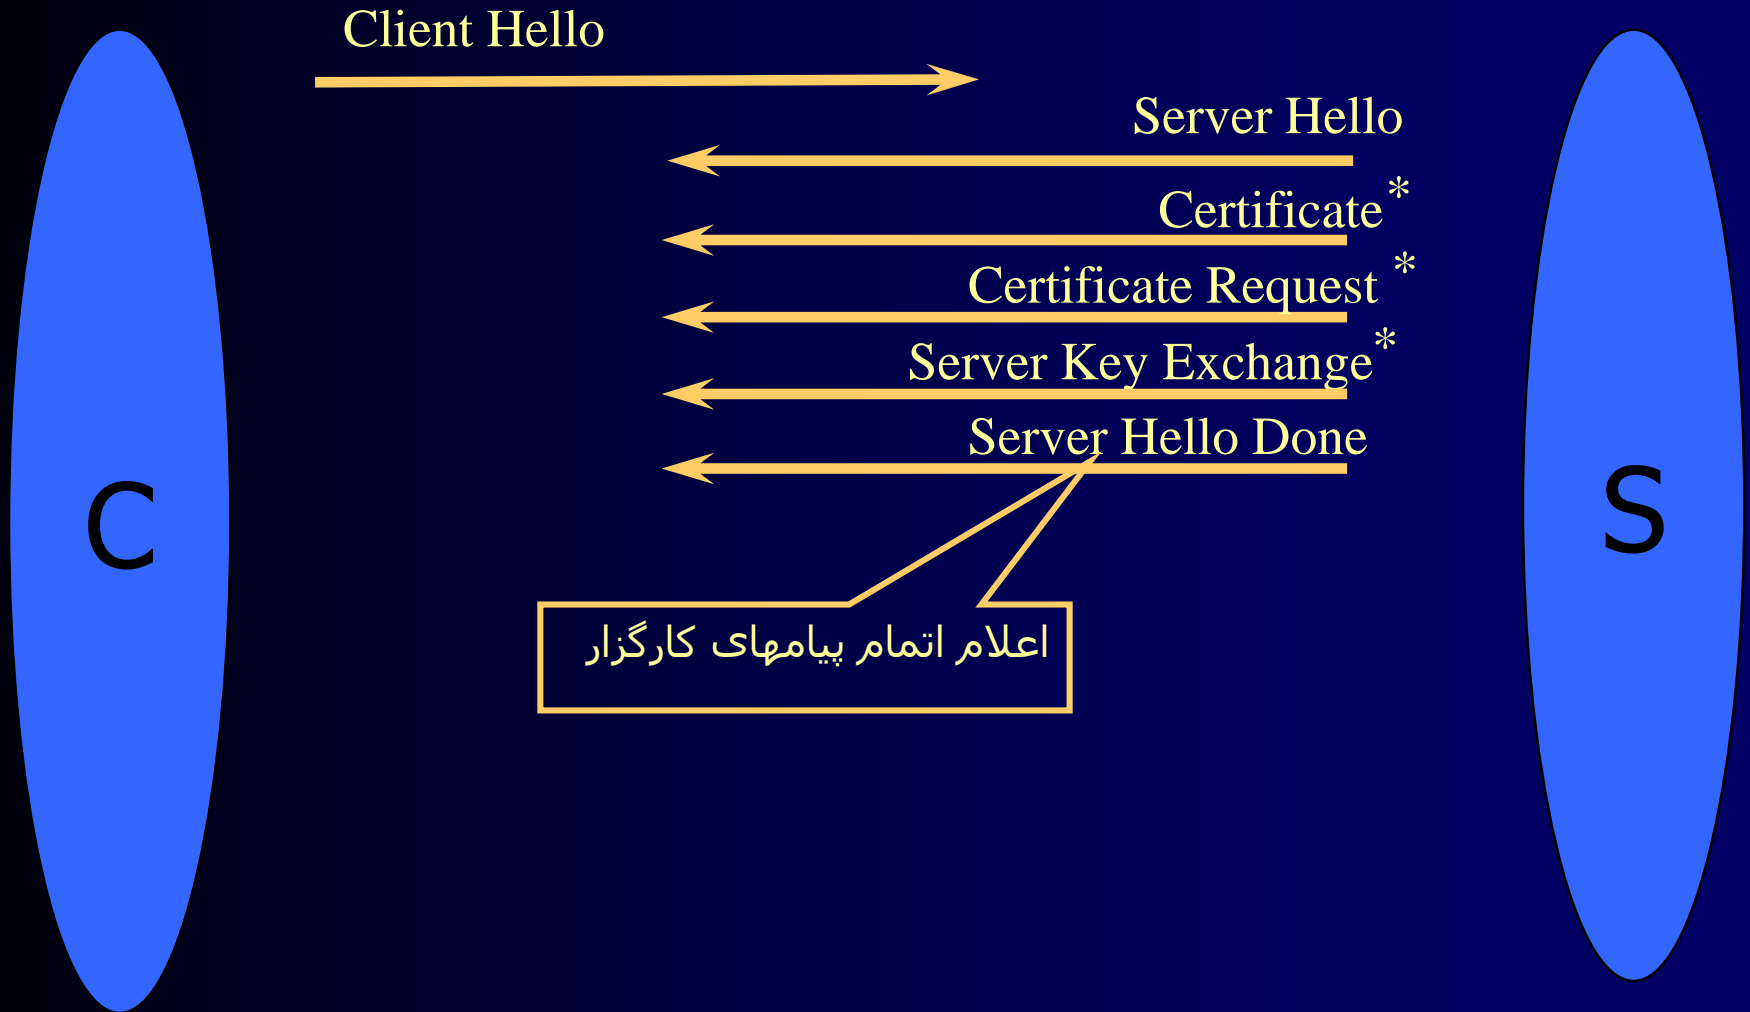 Client Hello
Server Hello
Certificate*
Certificate Request *
Server Key Exchange*
Server Hello Done
C
S
اعلام اتمام پیامهای کارگزار